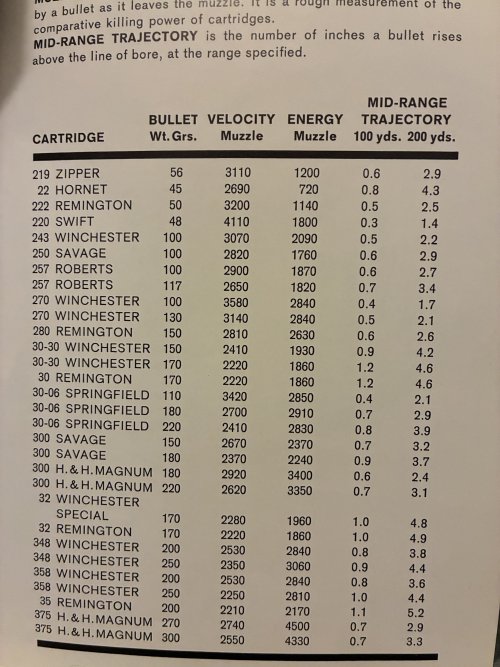 by a bullet as it leaves the muzzle. It is a rough measurement of the
comparative killing power of cartridges.
MID-RANGE TRAJECTORY is the number of inches a bullet rises
above the line of bore, at the range specified.
MID-RANGE
BULLET VELOCITY ENERGY TRAJECTORY
CARTRIDGE Wt. Grs. Muzzle Muzzle 100 yds. 200 yds.
219 ZIPPER 56 3110 1200 0.6 2.9
22 HORNET 45 2690 720 0.8 4.3
222 REMINGTON 50 3200 1140 0.5 2.5
220 SWIFT 48 4110 1800 0.3 1.4
243 WINCHESTER 100 3070 2090 0.5 2.2
250 SAVAGE 100 2820 1760 0.6 2.9
257 ROBERTS 100 2900 1870 0.6 2.7
257 ROBERTS 117 2650 1820 0.7 3.4
270 WINCHESTER 100 3580 2840 0.4 1.7
270 WINCHESTER 130 3140 2840 0.5 2.1
280 REMINGTON 150 2810 2630 0.6 2.6
30-30 WINCHESTER 150 2410 1930 0.9 4.2
30-30 WINCHESTER 170 2220 1860 1.2 4.6
30 REMINGTON 170 2220 1860 1.2 4.6
30-06 SPRINGFIELD 110 3420 2850 0.4 2.1
30-06 SPRINGFIELD 180 2700 2910 0.7 2.9
30-06 SPRINGFIELD 220 2410 2830 0.8 3.9
300 SAVAGE 150 2670 2370 0.7 3.2
300 SAVAGE 180 2370 2240 0.9 3.7
300 H. & H. MAGNUM 180 2920 3400 0.6 2.4
300 H. & H. MAGNUM 220 2620 3350 0.7 3.1
32 WINCHESTER
SPECIAL 170 2280 1960 1.0 4.8
32 REMINGTON 170 2220 1860 1.0 4.9
348 WINCHESTER 200 2530 2840 0.8 3.8
348 WINCHESTER 250 2350 3060 0.9 4.4
358 WINCHESTER 200 2530 2840 0.8 3.6
358 WINCHESTER 250 2250 2810 1.0 4.4
35 REMINGTON 200 2210 2170 1.1 5.2
375 H. & H. MAGNUM 270 2740 4500 0.7 2.9
375 H. & H. MAGNUM 300 2550 4330 0.7 3.3